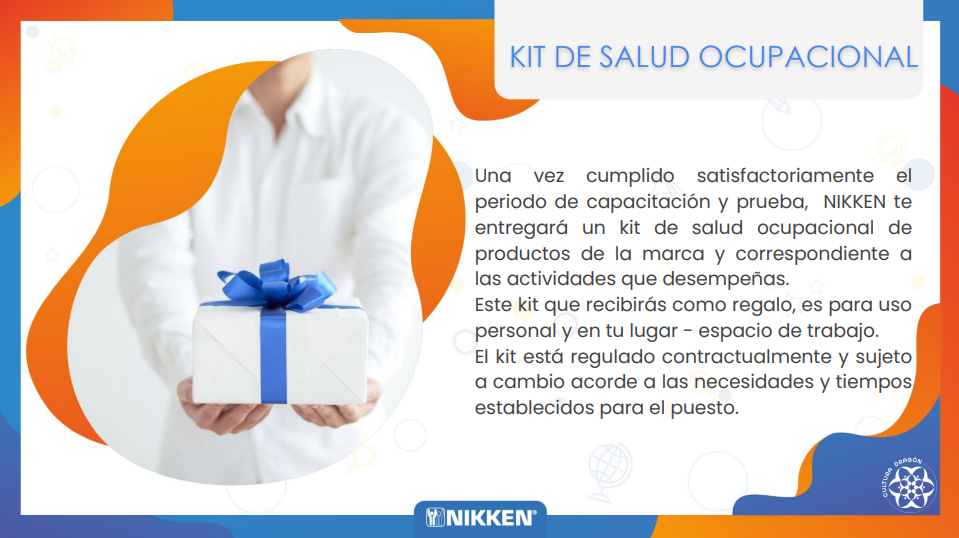 KIT DE SALUD OCUPACIONAL
Una vez cumplido satisfactoriamente el
periodo de capacitación y prueba, NIKKEN te
entregará un kit de salud ocupacional de
productos de la marca y correspondiente a
las actividades que desempeñas.
Este kit que recibirás como regalo, es para uso
personal y en tu lugar - espacio de trabajo.
El kit está regulado contractualmente y sujeto
a cambio acorde a las necesidades y tiempos
establecidos para el puesto.
CULTURA DRAGÓN
NIKKEN®